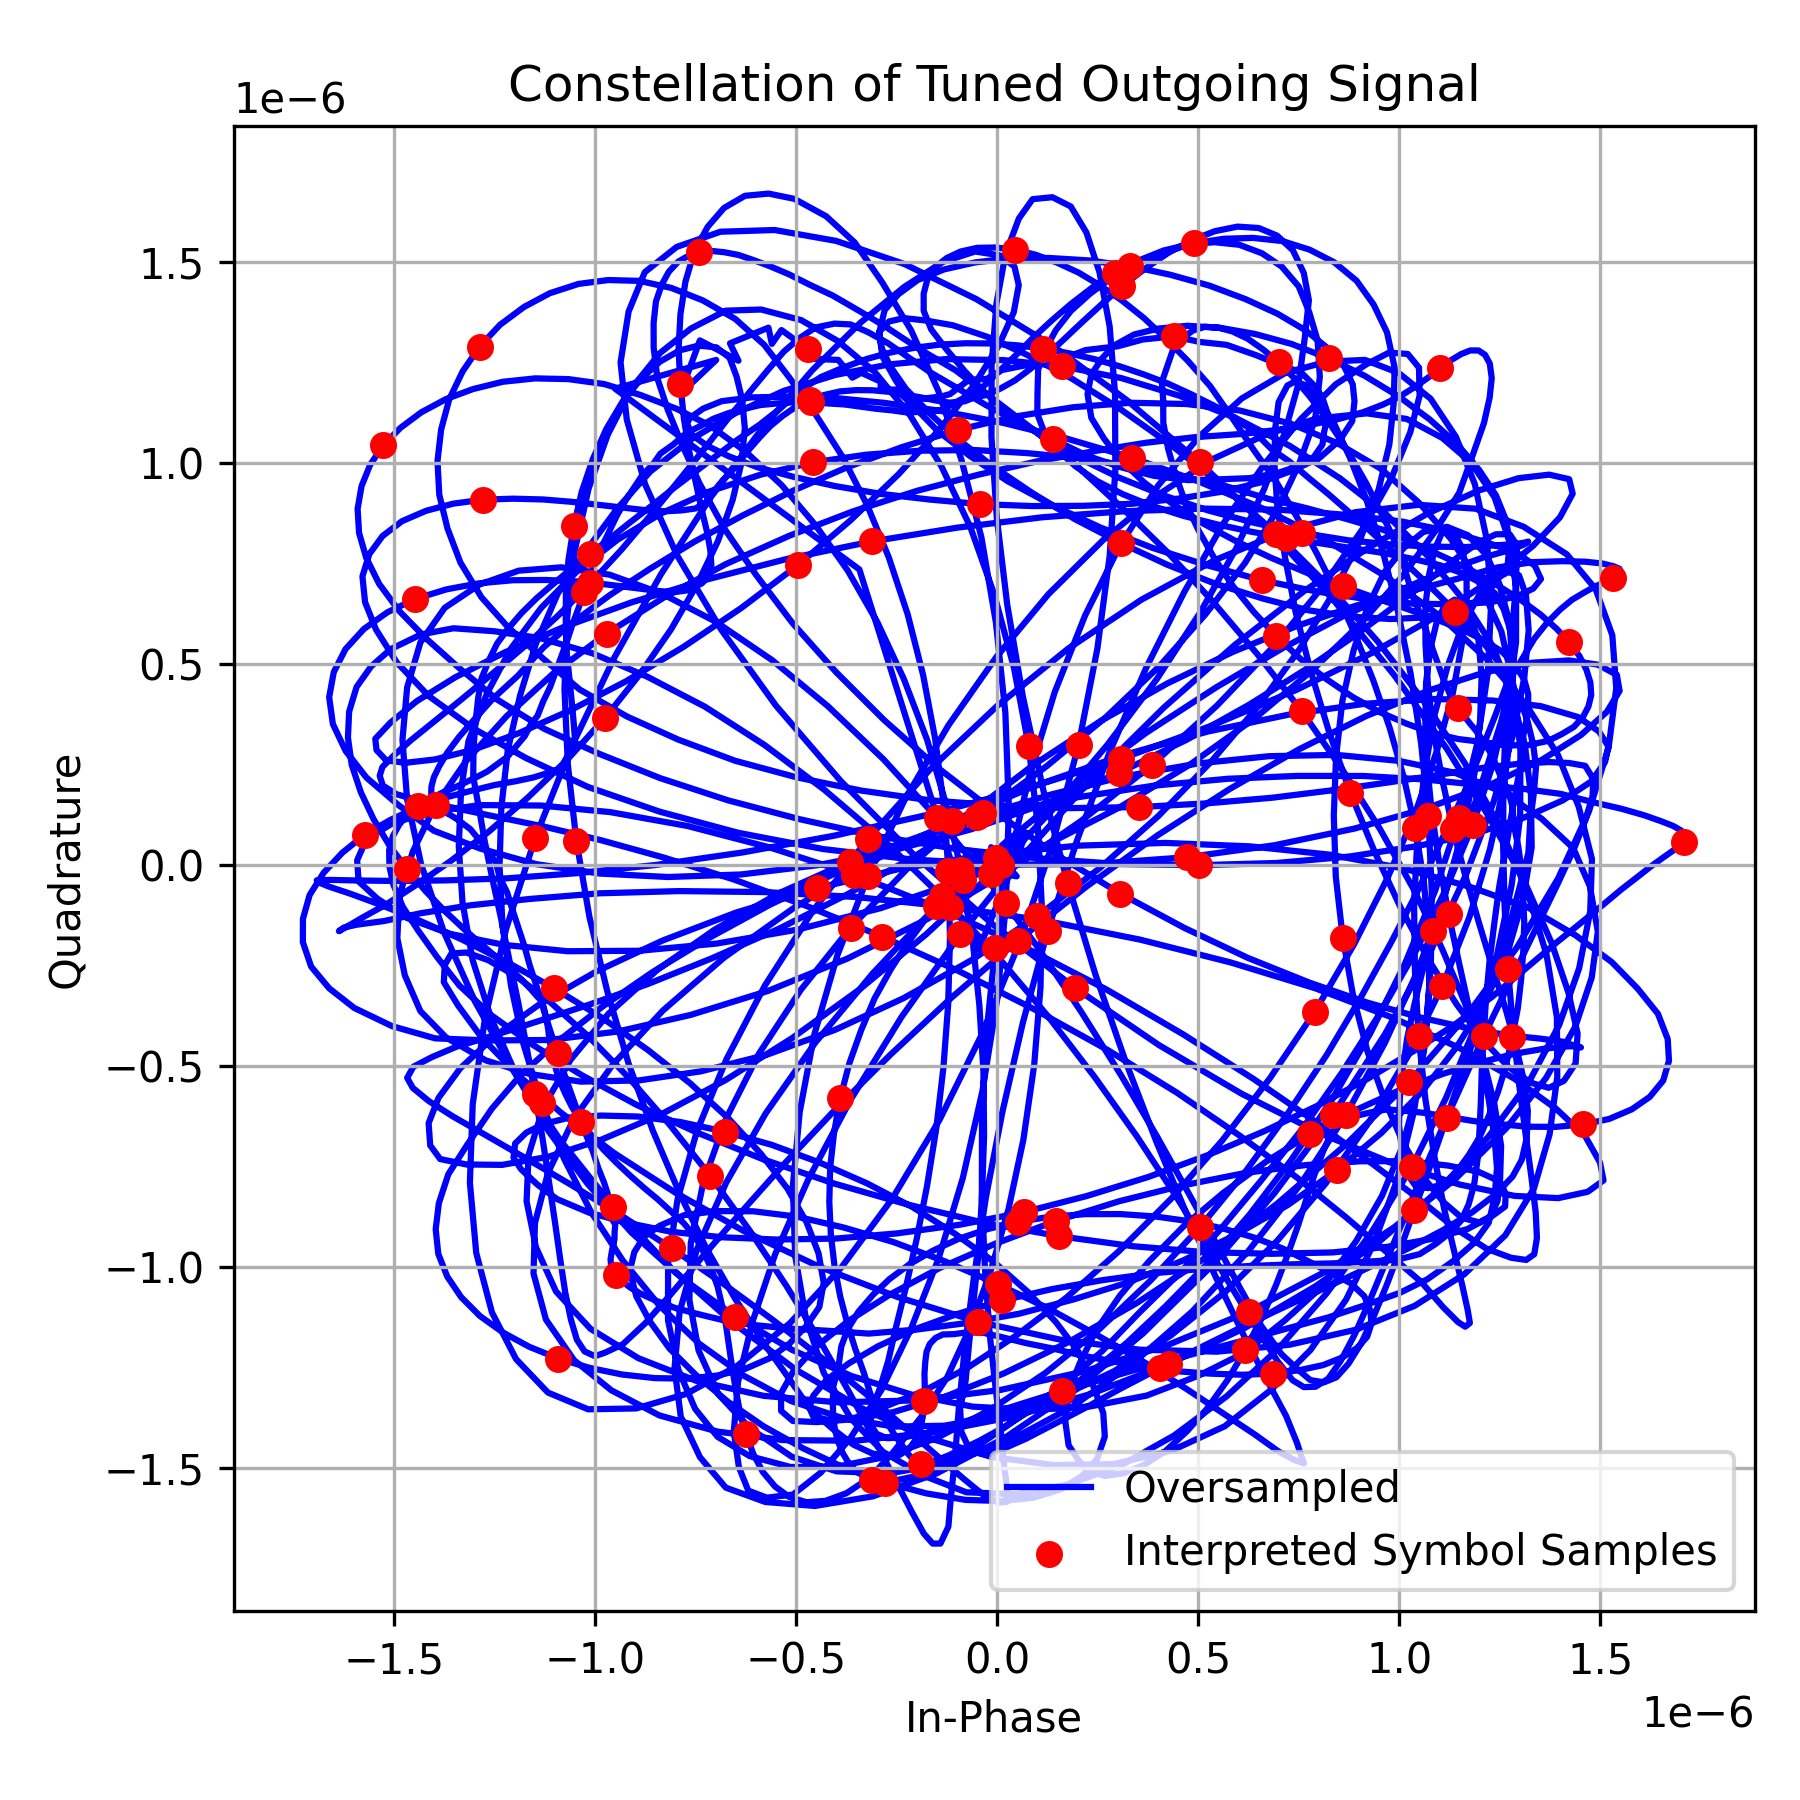 Constellation of Tuned Outgoing Signal
1e−6
1.5
1.0
0.5
0.0
−0.5
−1.0
−1.5
Quadrature
Oversampled
Interpreted Symbol Samples
−1.5 −1.0 −0.5 0.0 0.5 1.0 1.5
In-Phase
1e−6